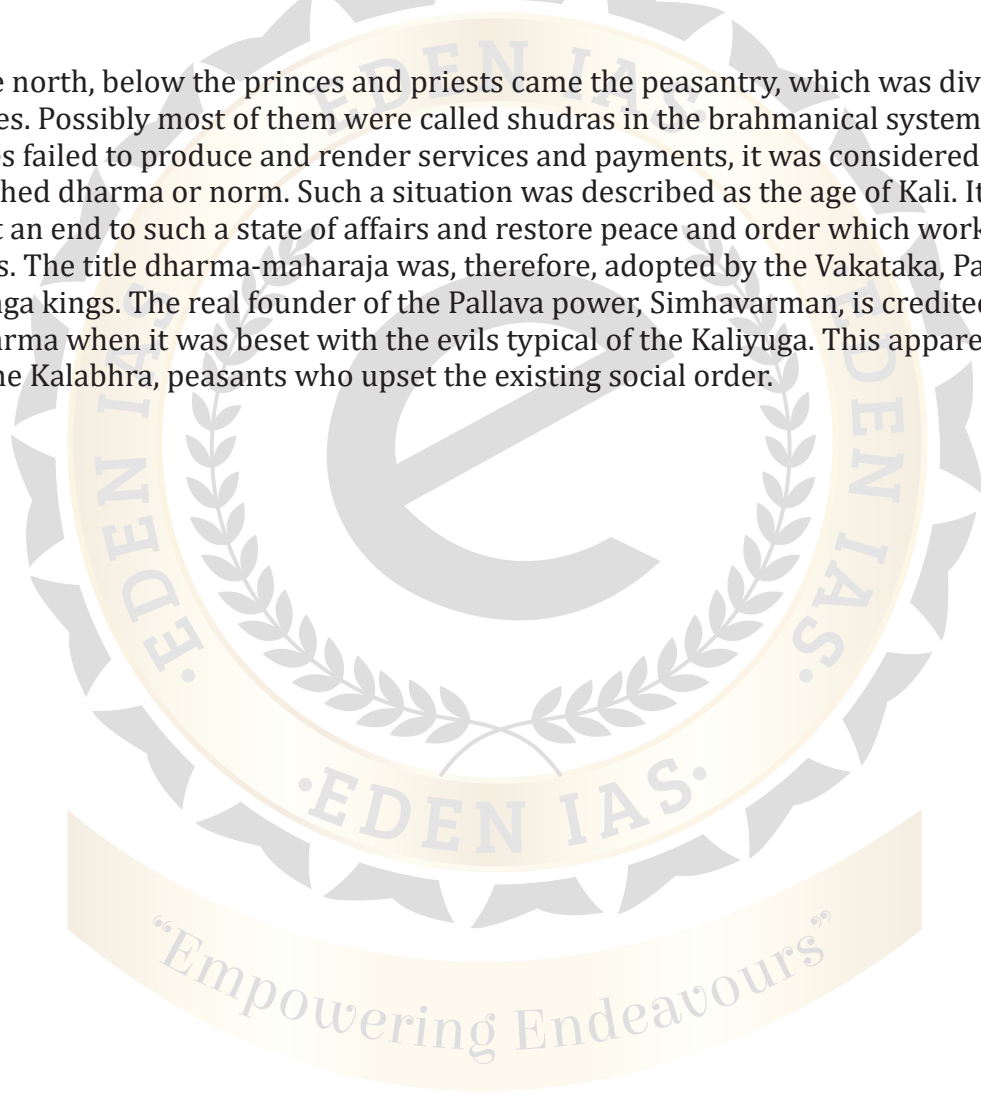 e north, below the princes and priests came the peasantry, which was div
es. Possibly most of them were called shudras in the brahmanical system
es failed to produce and render services and payments, it was considered
hed dharma or norm. Such a situation was described as the age of Kali. It
t an end to such a state of affairs and restore peace and order which work
s. The title dharma-maharaja was, therefore, adopted by the Vakataka, Pa
nga kings. The real founder of the Pallava power, Simhavarman, is credited
arma when it was beset with the evils typical of the Kaliyuga. This appare
he Kalabhra, peasants who upset the existing social order.
EDEN IAS
EDEN IAS
EDEN IAS
·EDEN IAS·
“Empowering Endeavours”